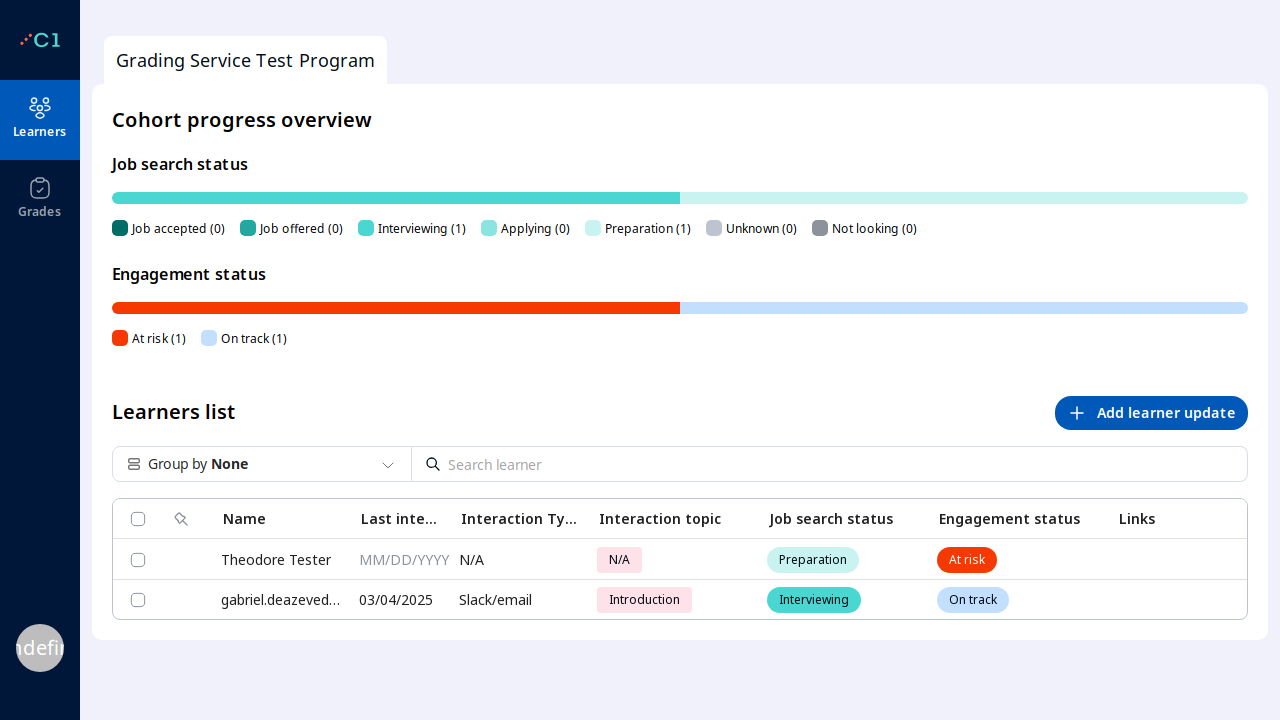 C1
Grading Service Test Program
Learners
Grades
Cohort progress overview
Job search status
Job accepted (0) Job offered (0) Interviewing (1) Applying (0) Preparation (1) Unknown (0) Not looking (0)
Engagement status
At risk (1) On track (1)
Learners list
Add learner update
Group by None
Search learner
Name Last inte... Interaction Ty... Interaction topic Job search status Engagement status Links
Theodore Tester MM/DD/YYYY N/A N/A Preparation At risk
gabriel.deazeved... 03/04/2025 Slack/email Introduction Interviewing On track